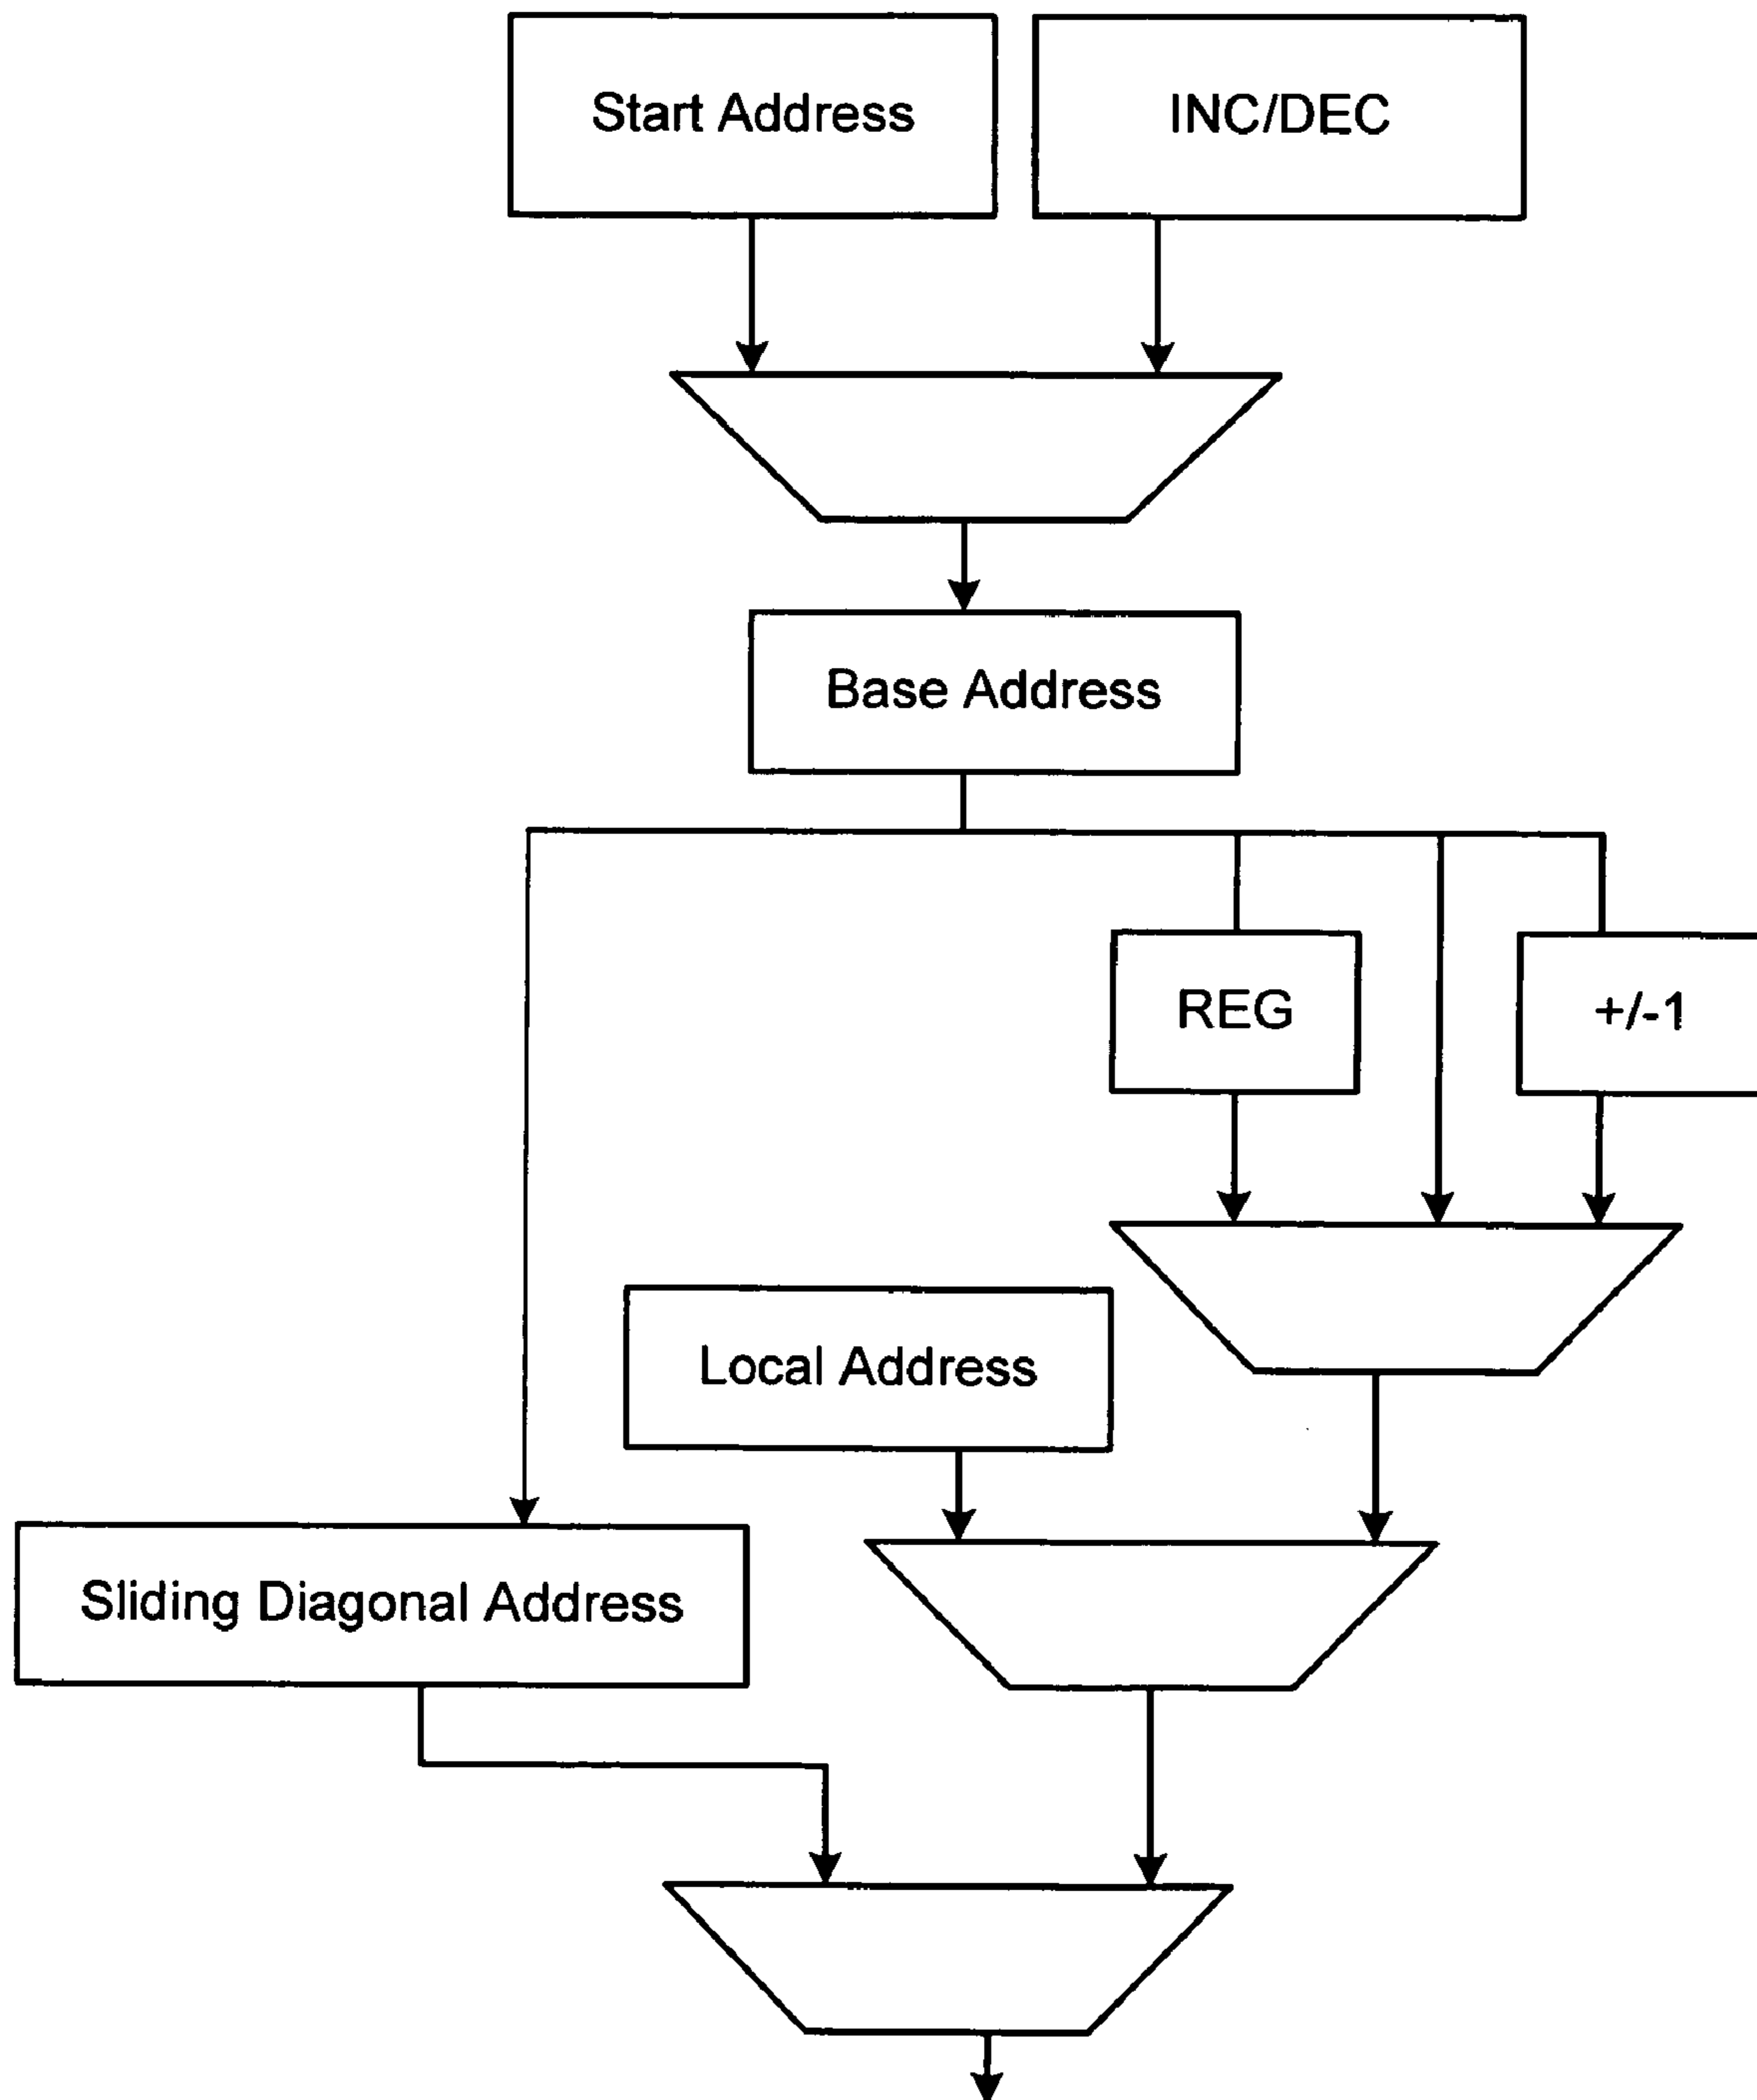 Start Address
INC/DEC
Base Address
REG
+/-1
Local Address
Sliding Diagonal Address